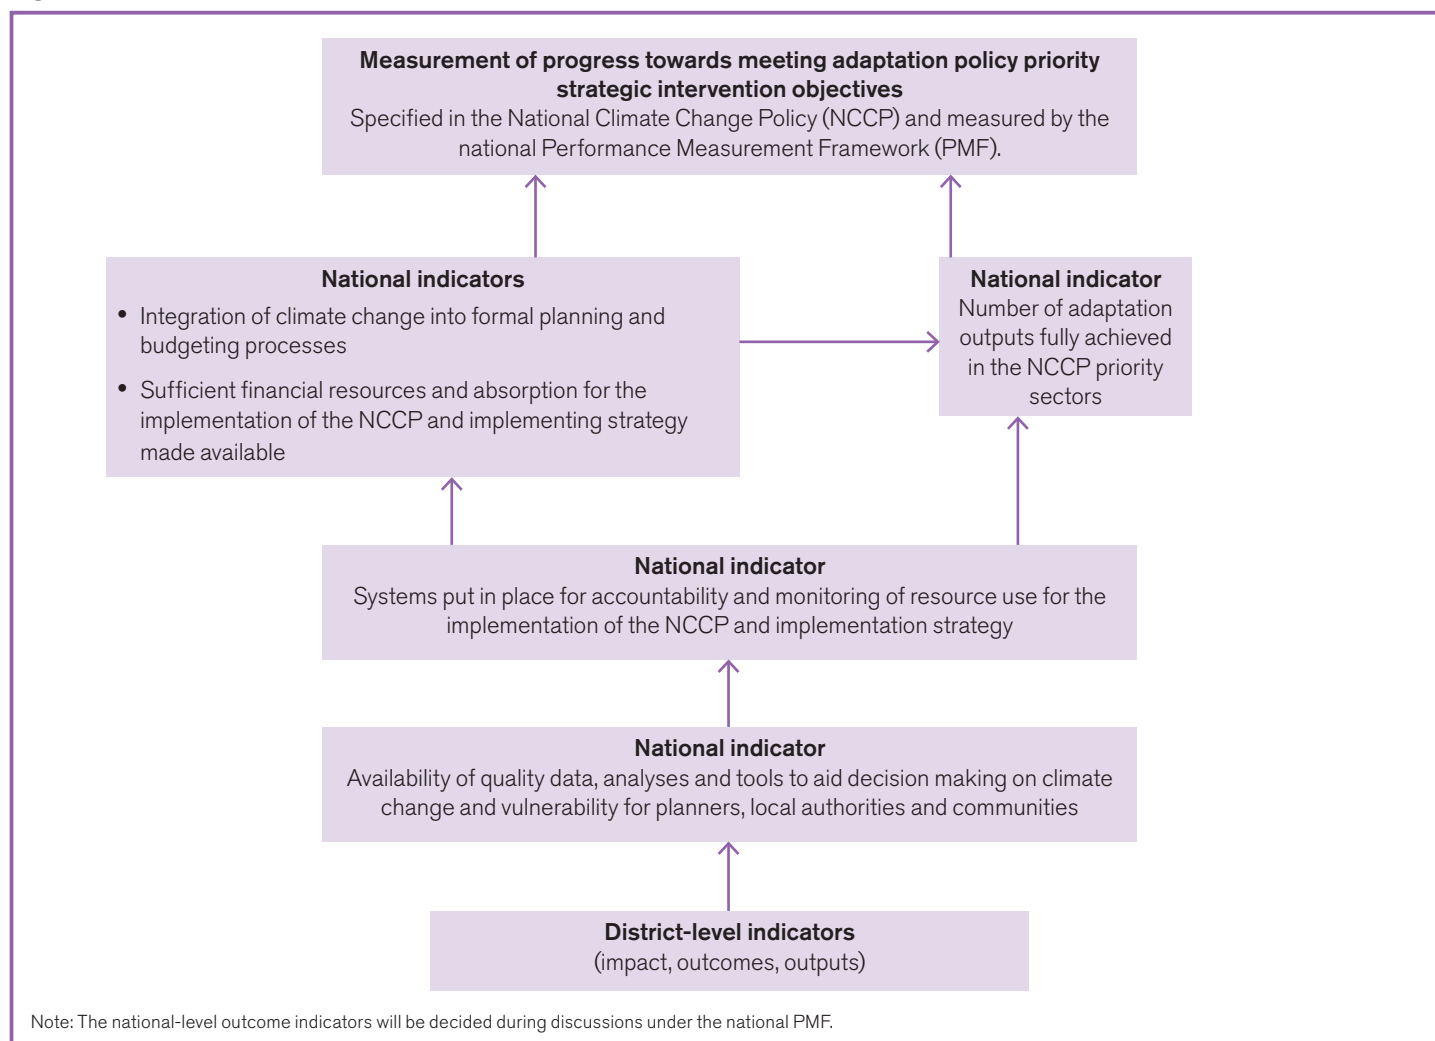 Measurement of progress towards meeting adaptation policy priority
strategic intervention objectives
Specified in the National Climate Change Policy (NCCP) and measured by the
national Performance Measurement Framework (PMF).
National indicators
• Integration of climate change into formal planning and
budgeting processes
• Sufficient financial resources and absorption for the
implementation of the NCCP and implementing strategy
made available
National indicator
Number of adaptation
outputs fully achieved
in the NCCP priority
sectors
National indicator
Systems put in place for accountability and monitoring of resource use for the
implementation of the NCCP and implementation strategy
National indicator
Availability of quality data, analyses and tools to aid decision making on climate
change and vulnerability for planners, local authorities and communities
District-level indicators
(impact, outcomes, outputs)
Note: The national-level outcome indicators will be decided during discussions under the national PMF.